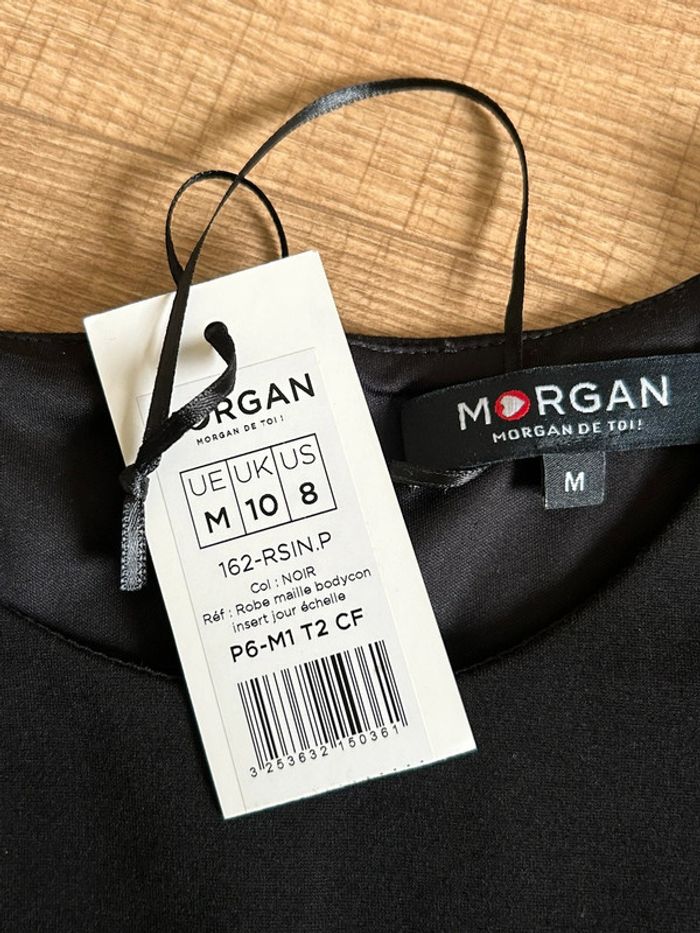 MORGAN
MORGAN DE TOI!
UE UK US
M 10 8
162-RSIN.P
Col : NOIR
Réf : Robe maille bodycon
insert jour échelle
P6-M1 T2 CF
3 253632 150361
MORGAN
MORGAN DE TOI!
M